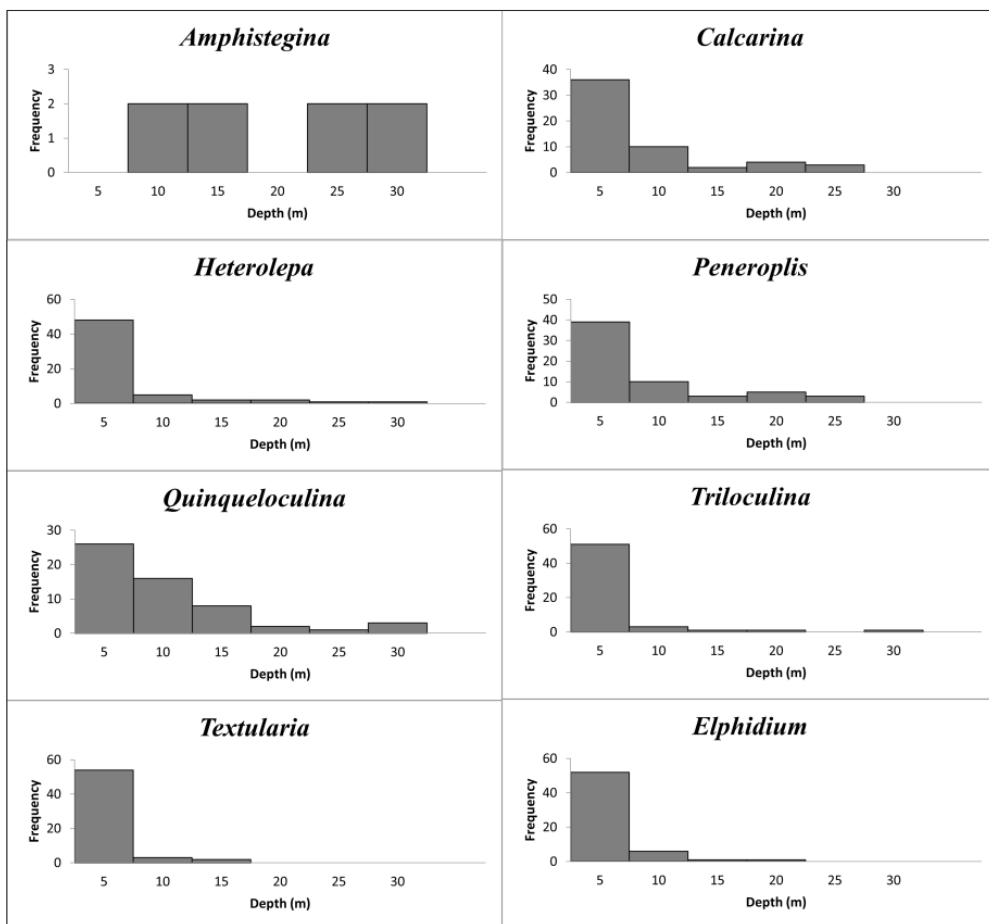 Amphistegina
Frequency
3
2
1
0
5 10 15 20 25 30
Depth (m)
Calcarina
Frequency
40
30
20
10
0
5 10 15 20 25 30
Depth (m)
Heterolepa
Frequency
60
40
20
0
5 10 15 20 25 30
Depth (m)
Peneroplis
Frequency
50
40
30
20
10
0
5 10 15 20 25 30
Depth (m)
Quinqueloculina
Frequency
30
20
10
0
5 10 15 20 25 30
Depth (m)
Triloculina
Frequency
60
40
20
0
5 10 15 20 25 30
Depth (m)
Textularia
Frequency
60
40
20
0
5 10 15 20 25 30
Depth (m)
Elphidium
Frequency
60
40
20
0
5 10 15 20 25 30
Depth (m)